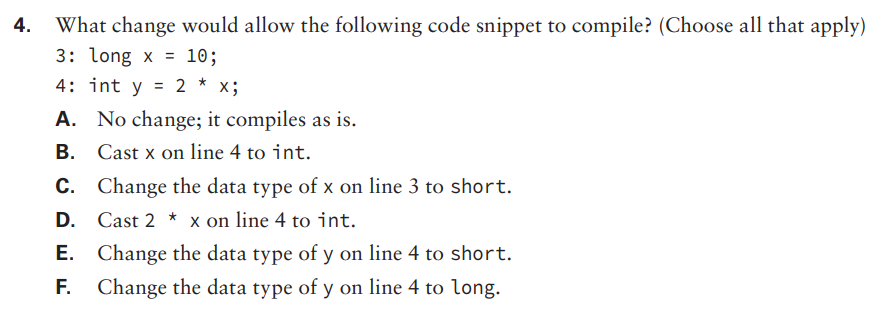 4. What change would allow the following code snippet to compile? (Choose all that apply)
3: long x = 10;
4: int y = 2 * x;
A. No change; it compiles as is.
B. Cast x on line 4 to int.
C. Change the data type of x on line 3 to short.
D. Cast 2 * x on line 4 to int.
E. Change the data type of y on line 4 to short.
F. Change the data type of y on line 4 to long.